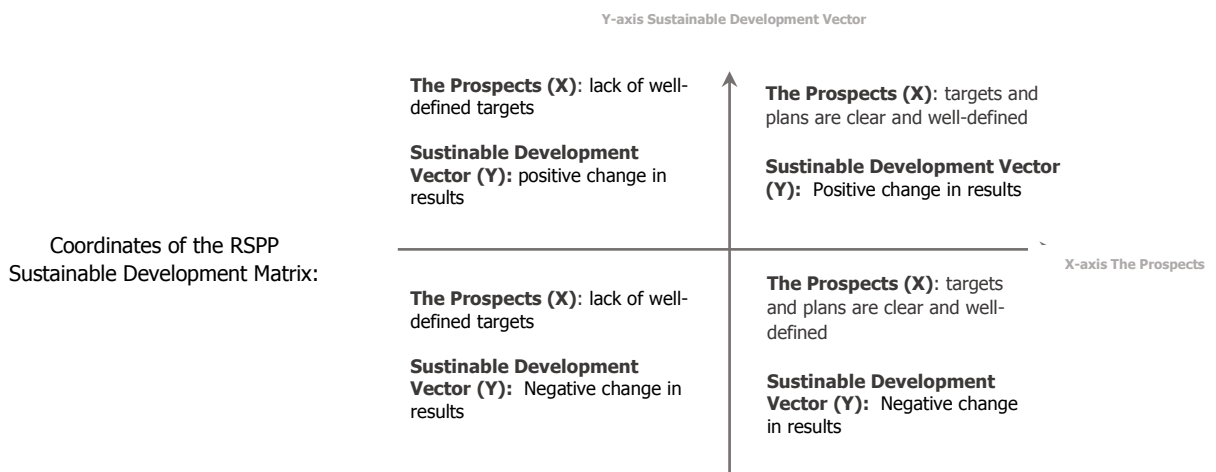 Y-axis Sustainable Development Vector
The Prospects (X): lack of well-
defined targets
Sustinable Development
Vector (Y): positive change in
results
The Prospects (X): targets and
plans are clear and well-defined
Sustainable Development Vector
(Y): Positive change in results
Coordinates of the RSPP
Sustainable Development Matrix:
X-axis The Prospects
The Prospects (X): lack of well-
defined targets
Sustainable Development
Vector (Y): Negative change in
results
The Prospects (X): targets
and plans are clear and well-
defined
Sustainable Development
Vector (Y): Negative change
in results